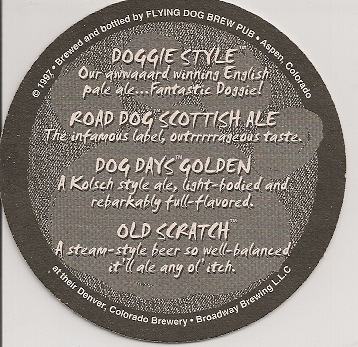 © 1997 • Brewed and bottled by FLYING DOG BREW PUB • Aspen, Colorado
DOGGIE STYLE™
Our awwaaard winning English
pale ale...Fantastic Doggie!
ROAD DOG™ SCOTTISH ALE
The infamous label, outrrrrrageous taste.
DOG DAYS™ GOLDEN
A Kolsch style ale, light-bodied and
rebarkably full-flavored.
OLD SCRATCH™
A steam-style beer so well-balanced
it'll ale any ol' itch.
at their Denver, Colorado Brewery • Broadway Brewing L.L.C